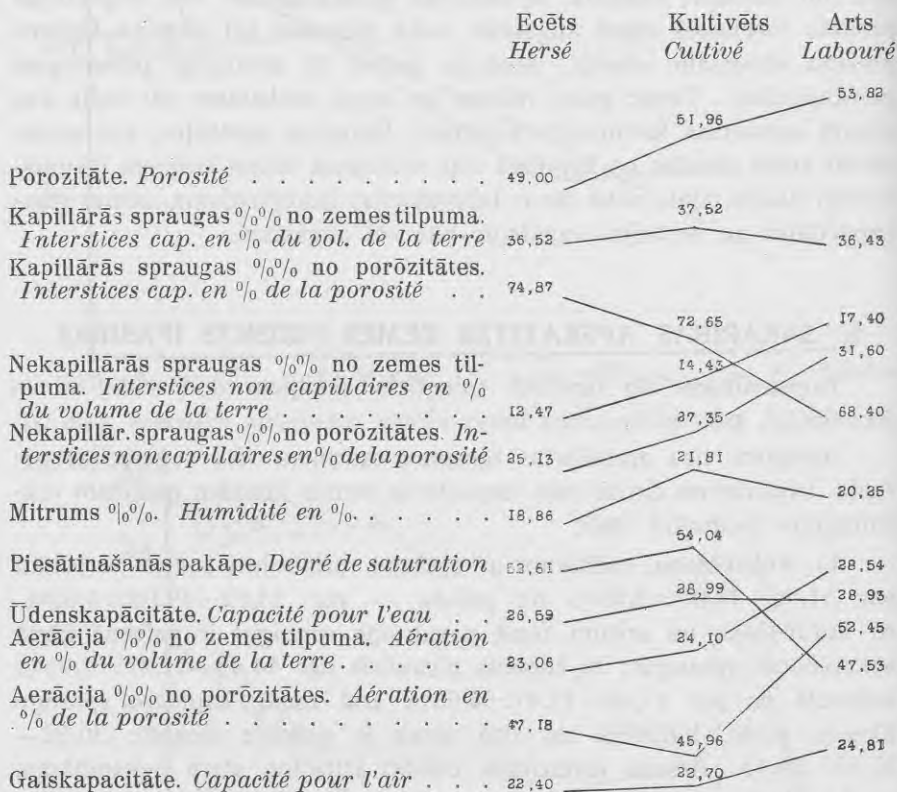 Ecēts Kultivēts Arts
Hersé Cultivé Labouré
53,82
51,96
Porozitāte. Porosité . . . . . . . . . . 49,00
37,52
Kapillārās spraugas %% no zemes tilpuma.
Interstices cap. en % du vol. de la terre 36,52 36,43
Kapillārās spraugas %% no porōzitātes.
Interstices cap. en % de la porosité . . 74,87
72,65 17,40
14,43 31,60
Nekapillārās spraugas %% no zemes til-
puma. Interstices non capillaires en %
du volume de la terre . . . . . . . . . 12,47 68,40
27,35
Nekapillār. spraugas %% no porōzitātes. In-
terstices non capillaires en % de la porosité 25,13
21,81
20,85
Mitrums %%. Humidité en %. . . . . . 18,86
54,04
Piesātināšanās pakāpe. Degré de saturation 53,61 28,54
28,99 38,93
Ūdenskapācitāte. Capacité pour l'eau . . 26,59
52,45
Aerācija %% no zemes tilpuma. Aération
en % du volume de la terre . . . . . . . 23,06 24,10
47,53
Aerācija %% no porōzitātes. Aération en
% de la porosité . . . . . . . . . . . 47,18
45,96 24,81
22,70
Gaiskapacitāte. Capacité pour l'air . . . 22,40